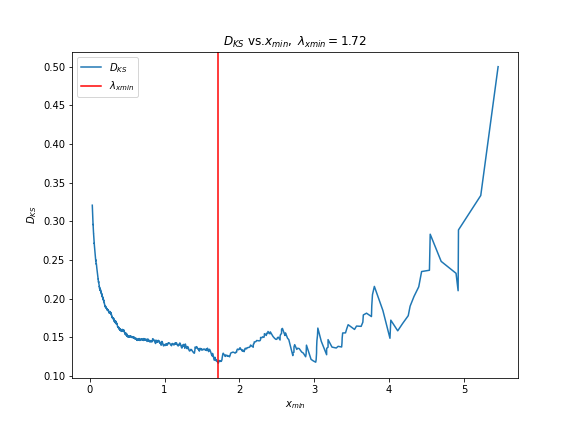 D_KS vs.x_min, λ_xmin = 1.72
D_KS
λ_xmin
0.50
0.45
0.40
0.35
0.30
0.25
0.20
0.15
0.10
D_KS
0 1 2 3 4 5
x_min